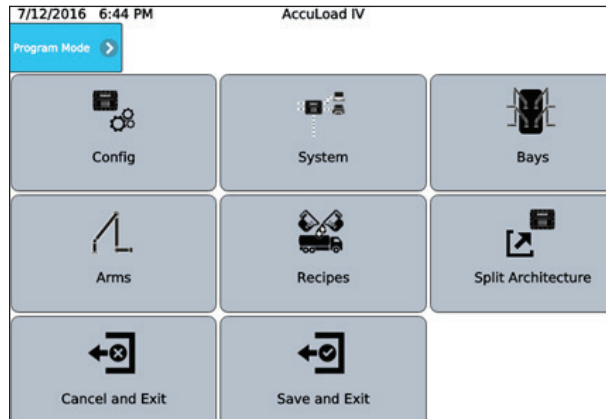 7/12/2016 6:44 PM AccuLoad IV
Program Mode
Config System Bays
Arms Recipes Split Architecture
Cancel and Exit Save and Exit